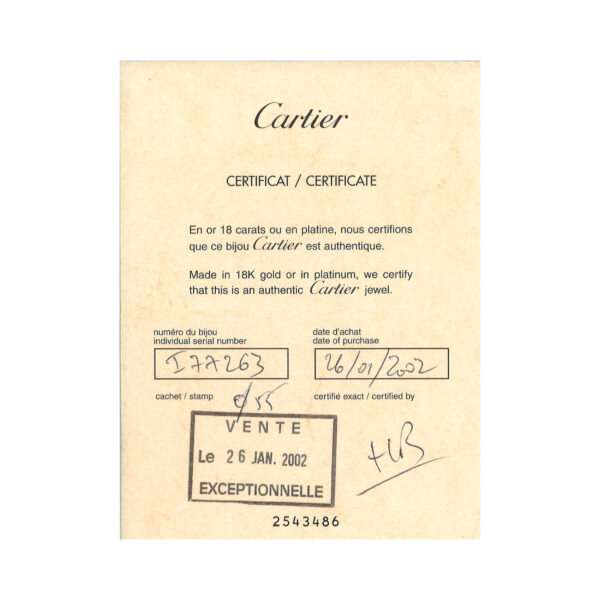 Cartier
CERTIFICAT / CERTIFICATE
En or 18 carats ou en platine, nous certifions
que ce bijou Cartier est authentique.
Made in 18K gold or in platinum, we certify
that this is an authentic Cartier jewel.
numéro du bijou
individual serial number
I77263
date d'achat
date of purchase
26/01/2002
cachet / stamp
certifié exact / certified by
VENTE
Le 26 JAN. 2002
EXCEPTIONNELLE
2543486